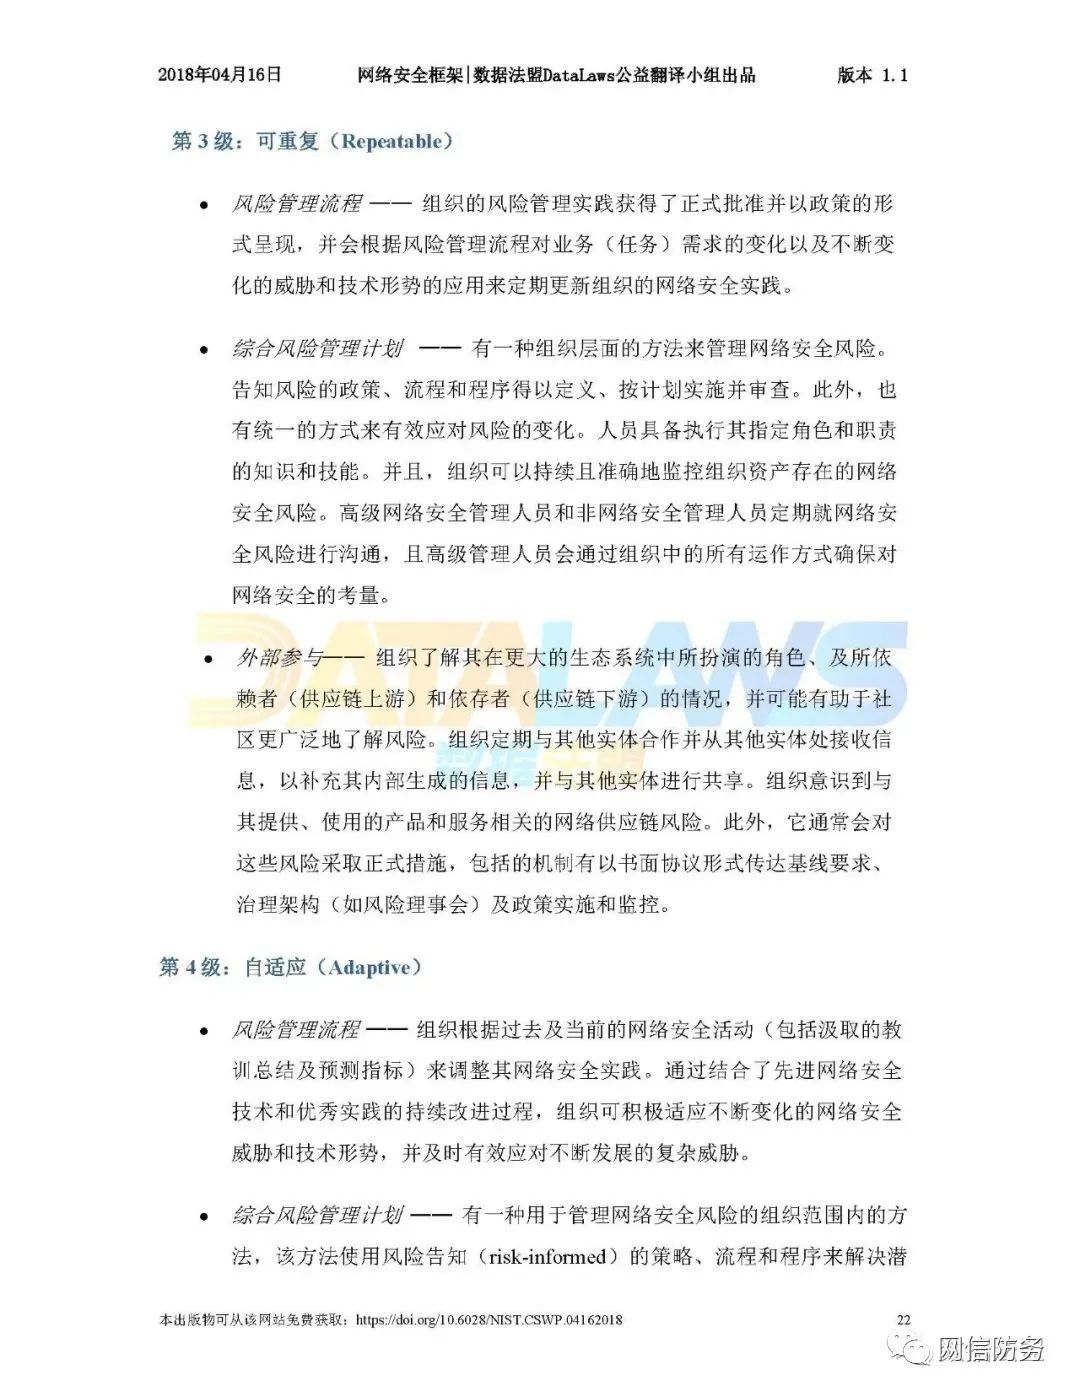 2018年04月16日 网络安全框架|数据法盟DataLaws公益翻译小组出品 版本 1.1
第 3 级：可重复（Repeatable）
• 风险管理流程 —— 组织的风险管理实践获得了正式批准并以政策的形
式呈现，并会根据风险管理流程对业务（任务）需求的变化以及不断变
化的威胁和技术形势的应用来定期更新组织的网络安全实践。
• 综合风险管理计划 —— 有一种组织层面的方法来管理网络安全风险。
告知风险的政策、流程和程序得以定义、按计划实施并审查。此外，也
有统一的方式来有效应对风险的变化。人员具备执行其指定角色和职责
的知识和技能。并且，组织可以持续且准确地监控组织资产存在的网络
安全风险。高级网络安全管理人员和非网络安全管理人员定期就网络安
全风险进行沟通，且高级管理人员会通过组织中的所有运作方式确保对
网络安全的考量。
DATALAWS
• 外部参与—— 组织了解其在更大的生态系统中所扮演的角色、及所依
赖者（供应链上游）和依存者（供应链下游）的情况，并可能有助于社
区更广泛地了解风险。组织定期与其他实体合作并从其他实体处接收信
息，以补充其内部生成的信息，并与其他实体进行共享。组织意识到与
其提供、使用的产品和服务相关的网络供应链风险。此外，它通常会对
这些风险采取正式措施，包括的机制有以书面协议形式传达基线要求、
治理架构（如风险理事会）及政策实施和监控。
第 4 级：自适应（Adaptive）
• 风险管理流程 —— 组织根据过去及当前的网络安全活动（包括汲取的教
训总结及预测指标）来调整其网络安全实践。通过结合了先进网络安全
技术和优秀实践的持续改进过程，组织可积极适应不断变化的网络安全
威胁和技术形势，并及时有效应对不断发展的复杂威胁。
• 综合风险管理计划 —— 有一种用于管理网络安全风险的组织范围内的方
法，该方法使用风险告知（risk-informed）的策略、流程和程序来解决潜
本出版物可从该网站免费获取：https://doi.org/10.6028/NIST.CSWP.04162018 22
网信防务